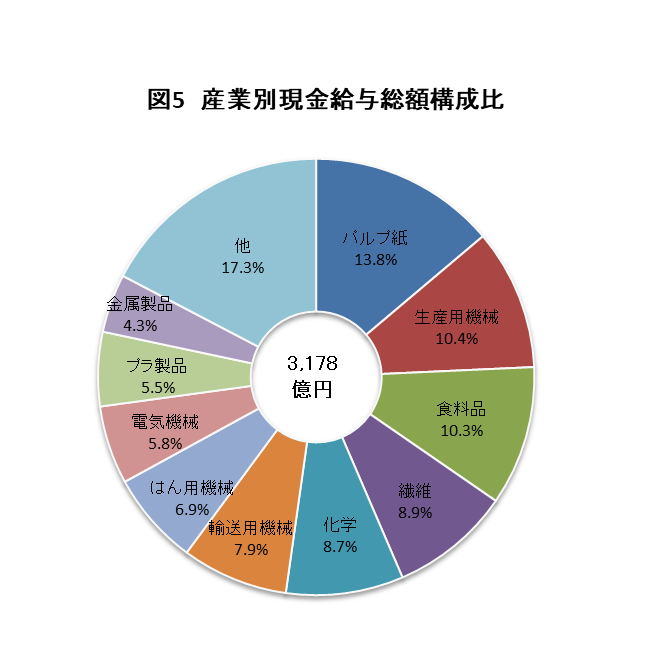 図5 産業別現金給与総額構成比
パルプ紙
13.8%
生産用機械
10.4%
食料品
10.3%
繊維
8.9%
化学
8.7%
輸送用機械
7.9%
はん用機械
6.9%
電気機械
5.8%
プラ製品
5.5%
金属製品
4.3%
他
17.3%
3,178
億円